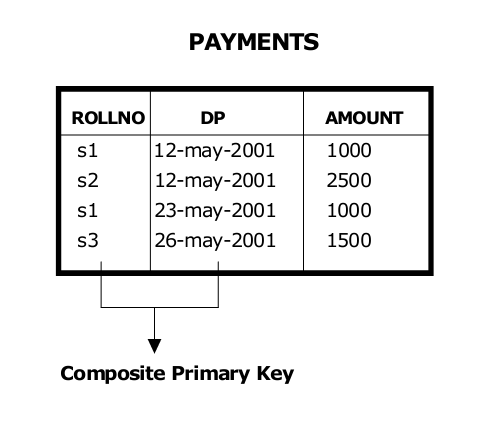 PAYMENTS
ROLLNO DP AMOUNT
s1 12-may-2001 1000
s2 12-may-2001 2500
s1 23-may-2001 1000
s3 26-may-2001 1500
Composite Primary Key